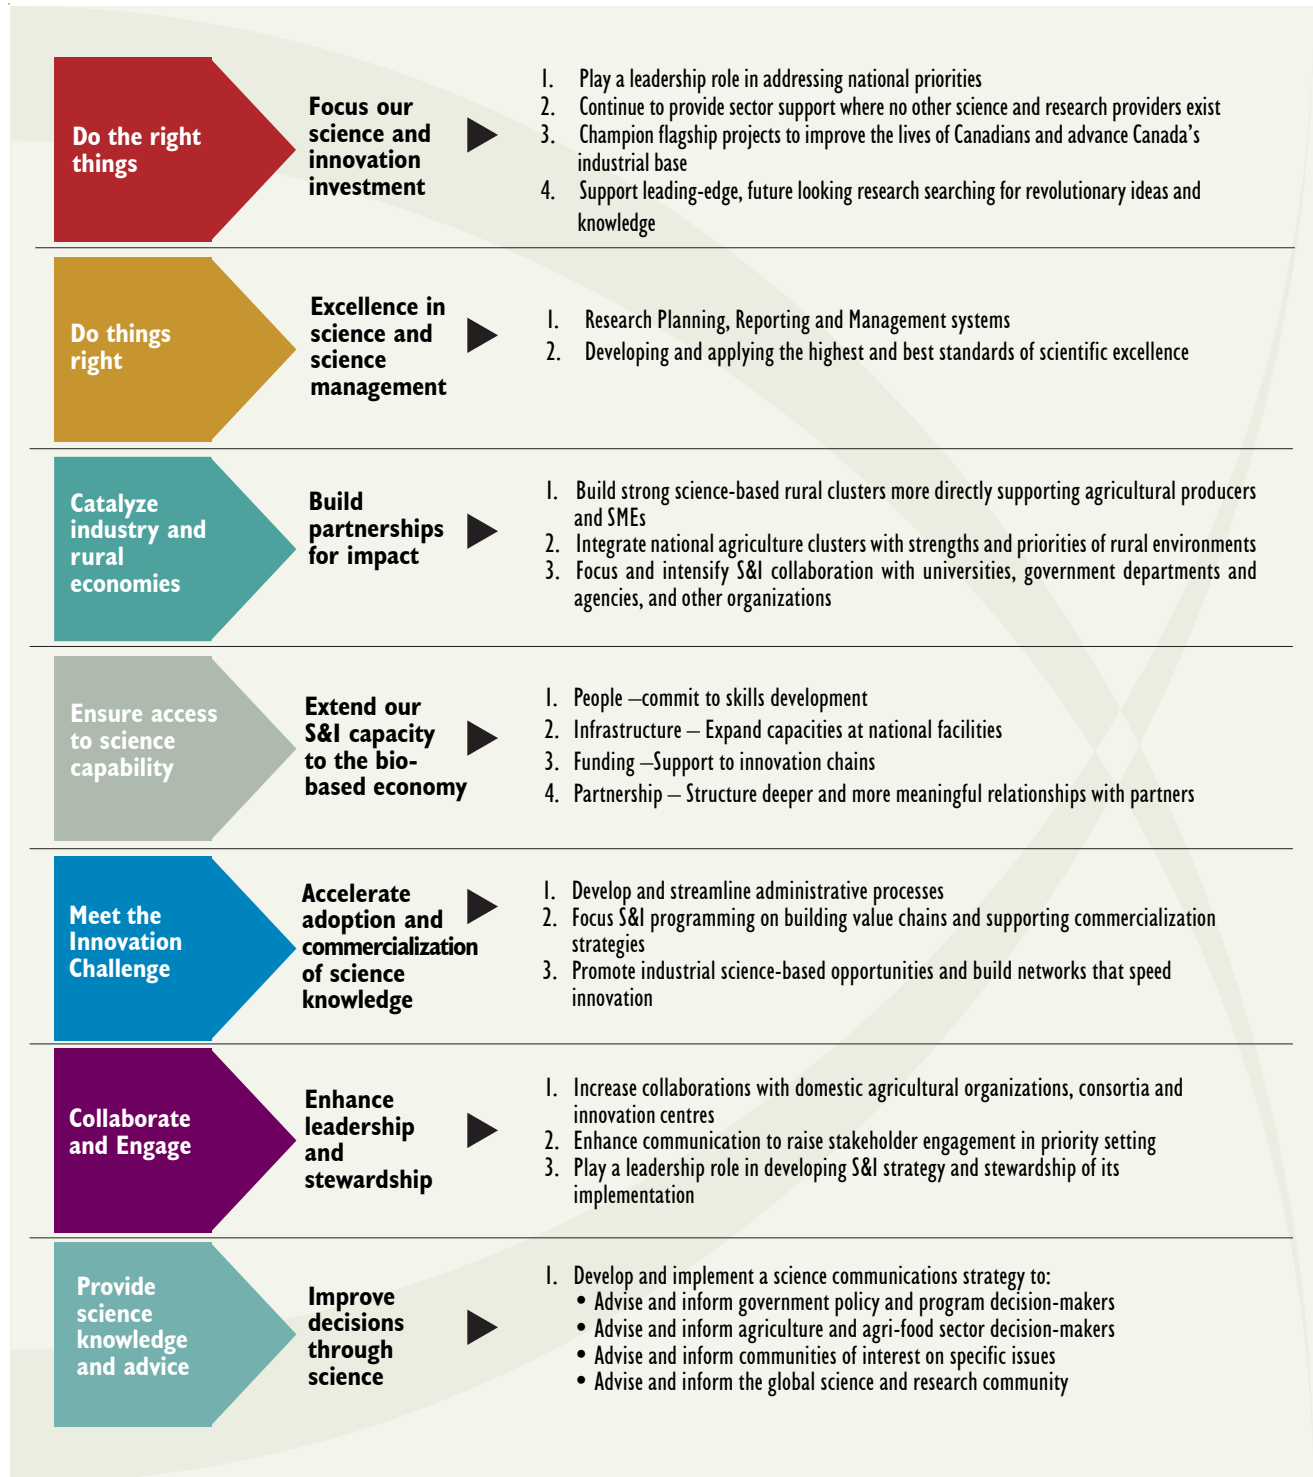 Do the right
things
Focus our
science and
innovation
investment
1. Play a leadership role in addressing national priorities
2. Continue to provide sector support where no other science and research providers exist
3. Champion flagship projects to improve the lives of Canadians and advance Canada's
industrial base
4. Support leading-edge, future looking research searching for revolutionary ideas and
knowledge
Do things
right
Excellence in
science and
science
management
1. Research Planning, Reporting and Management systems
2. Developing and applying the highest and best standards of scientific excellence
Catalyze
industry and
rural
economies
Build
partnerships
for impact
1. Build strong science-based rural clusters more directly supporting agricultural producers
and SMEs
2. Integrate national agriculture clusters with strengths and priorities of rural environments
3. Focus and intensify S&I collaboration with universities, government departments and
agencies, and other organizations
Ensure access
to science
capability
Extend our
S&I capacity
to the bio-
based economy
1. People –commit to skills development
2. Infrastructure – Expand capacities at national facilities
3. Funding –Support to innovation chains
4. Partnership – Structure deeper and more meaningful relationships with partners
Meet the
Innovation
Challenge
Accelerate
adoption and
commercialization
of science
knowledge
1. Develop and streamline administrative processes
2. Focus S&I programming on building value chains and supporting commercialization
strategies
3. Promote industrial science-based opportunities and build networks that speed
innovation
Collaborate
and Engage
Enhance
leadership
and
stewardship
1. Increase collaborations with domestic agricultural organizations, consortia and
innovation centres
2. Enhance communication to raise stakeholder engagement in priority setting
3. Play a leadership role in developing S&I strategy and stewardship of its
implementation
Provide
science
knowledge
and advice
Improve
decisions
through
science
1. Develop and implement a science communications strategy to:
• Advise and inform government policy and program decision-makers
• Advise and inform agriculture and agri-food sector decision-makers
• Advise and inform communities of interest on specific issues
• Advise and inform the global science and research community